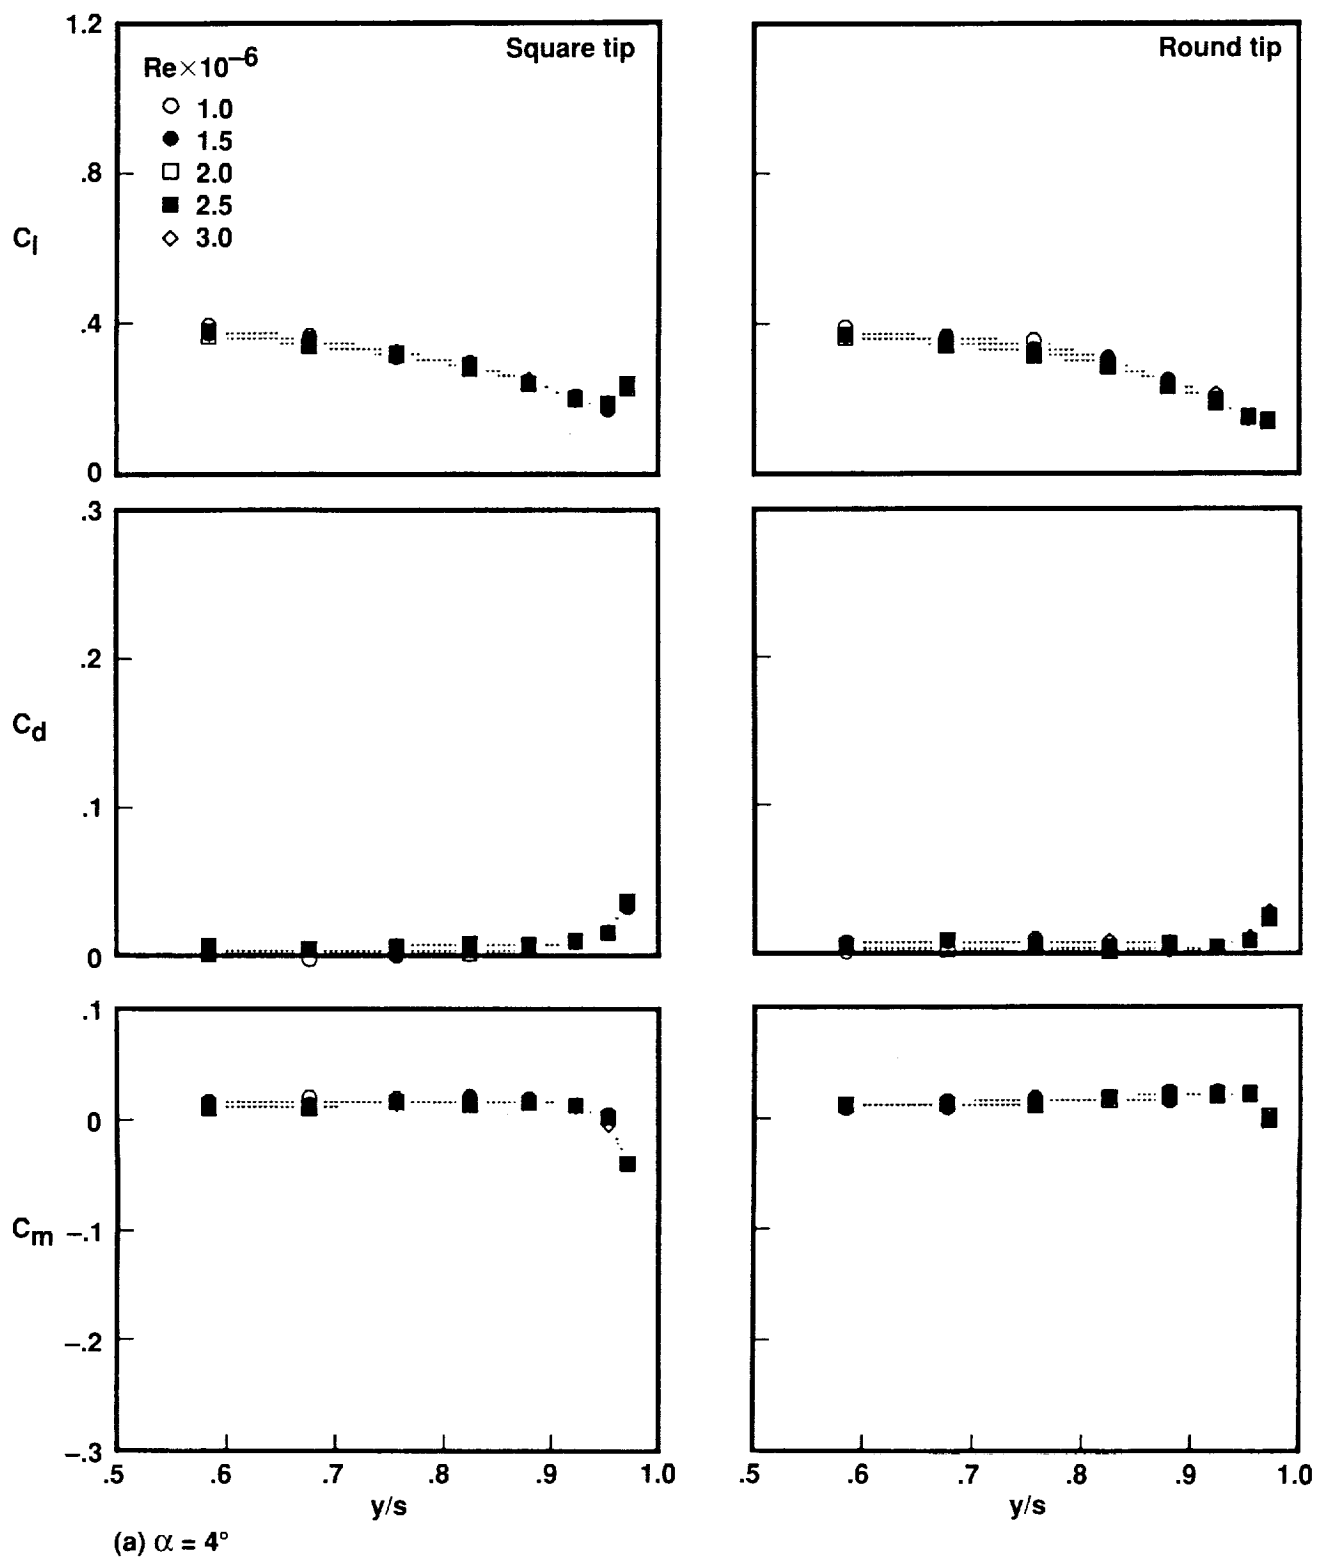 1.2
Square tip
Round tip
Re×10⁻⁶
1.0
1.5
2.0
2.5
3.0
.8
Cl
.4
0
.3
.2
Cd
.1
0
.1
0
Cm
–.1
–.2
–.3
.5 .6 .7 .8 .9 1.0
.5 .6 .7 .8 .9 1.0
y/s
y/s
(a) α = 4°